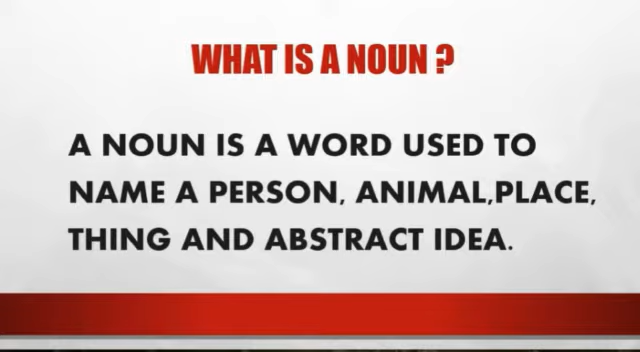 WHAT IS A NOUN ?
A NOUN IS A WORD USED TO
NAME A PERSON, ANIMAL,PLACE,
THING AND ABSTRACT IDEA.